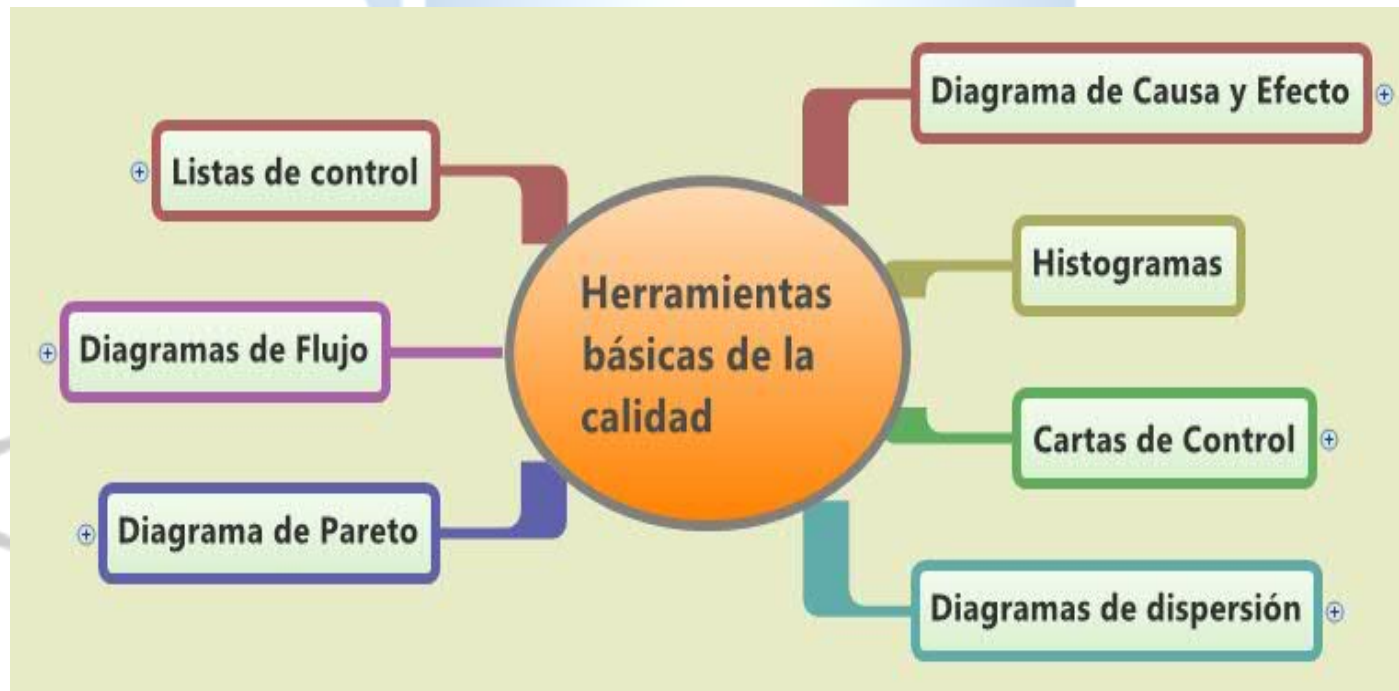 Diagrama de Causa y Efecto
Listas de control
Histogramas
Herramientas
básicas de la
calidad
Diagramas de Flujo
Cartas de Control
Diagrama de Pareto
Diagramas de dispersión